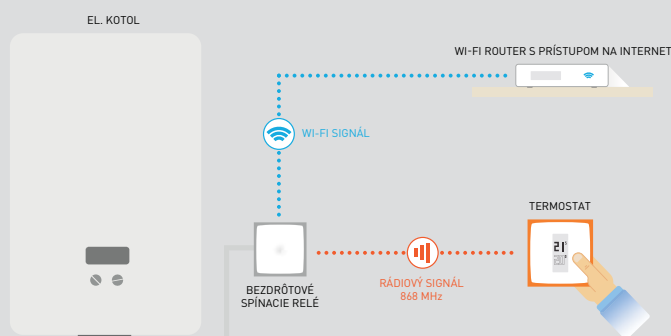 EL. KOTOL
WI-FI ROUTER S PRÍSTUPOM NA INTERNET
WI-FI SIGNÁL
TERMOSTAT
21°
BEZDRÔTOVÉ
SPÍNACIE RELÉ
RÁDIOVÝ SIGNÁL
868 MHz